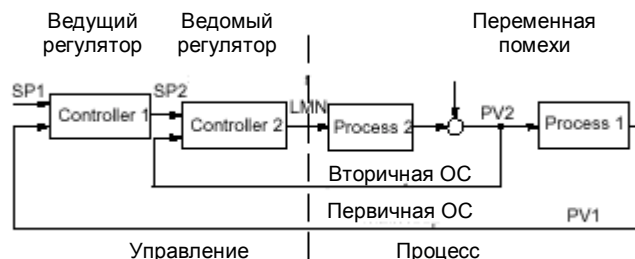 Ведущий регулятор
Ведомый регулятор
Переменная помехи
SP1
SP2
LMN
PV2
Controller 1
Controller 2
Process 2
Process 1
Вторичная ОС
Первичная ОС
PV1
Управление
Процесс